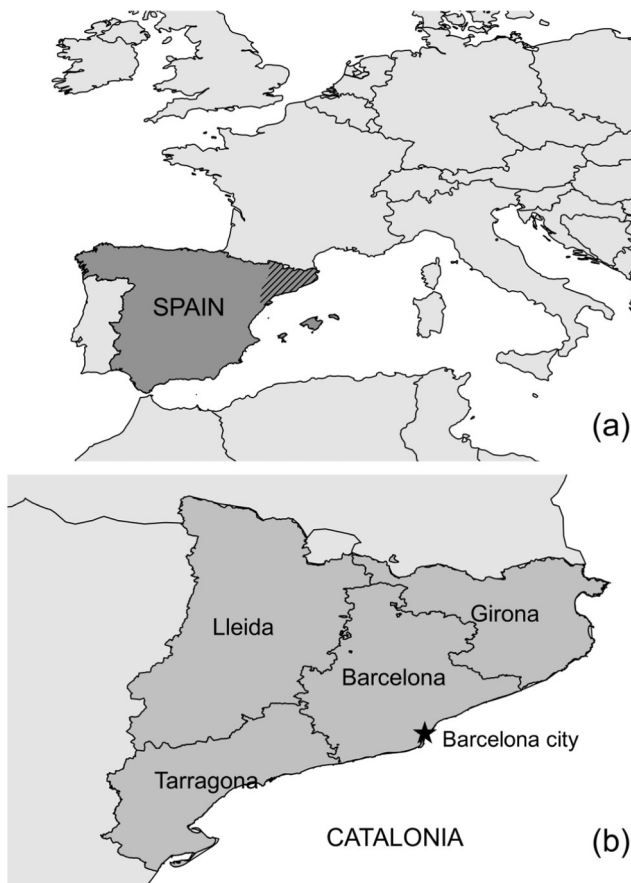 SPAIN
(a)
Lleida
Girona
Barcelona
Barcelona city
Tarragona
CATALONIA
(b)